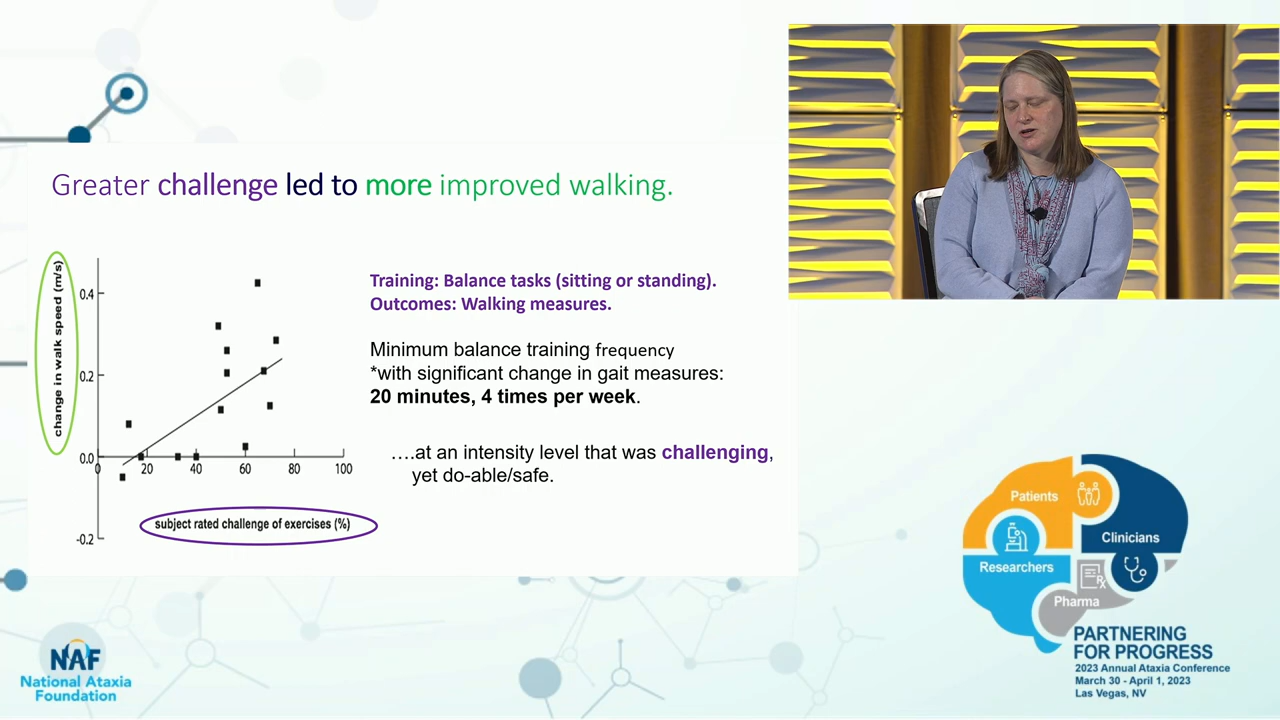 Greater challenge led to more improved walking.
change in walk speed (m/s)
0.4
0.2
0.0
-0.2
0
20
40
60
80
100
subject rated challenge of exercises (%)
Training: Balance tasks (sitting or standing).
Outcomes: Walking measures.
Minimum balance training frequency
*with significant change in gait measures:
20 minutes, 4 times per week.
....at an intensity level that was challenging,
yet do-able/safe.
Patients
Clinicians
Researchers
Rx
Pharma
PARTNERING
FOR PROGRESS
2023 Annual Ataxia Conference
March 30 - April 1, 2023
Las Vegas, NV
NAF
National Ataxia
Foundation